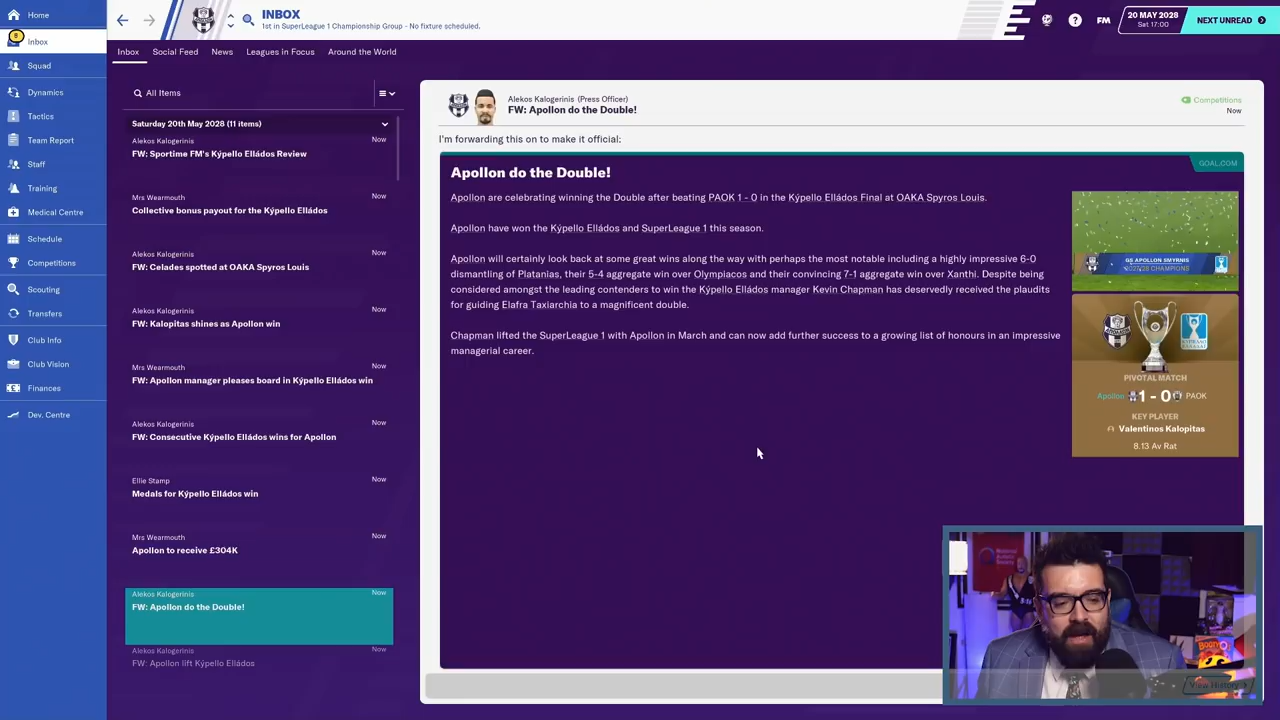 INBOX
1st in SuperLeague 1 Championship Group - No fixture scheduled.
FM
20 MAY 2028
Sat 17:00
NEXT UNREAD
Home
8
Inbox
Squad
Dynamics
Tactics
Team Report
Staff
Training
Medical Centre
Schedule
Competitions
Scouting
Transfers
Club Info
Club Vision
Finances
Dev. Centre
Inbox
Social Feed
News
Leagues in Focus
Around the World
All Items
Saturday 20th May 2028 (11 items)
Alekos Kalogerinis
Now
FW: Sportime FM's Kýpello Elládos Review
Mrs Wearmouth
Now
Collective bonus payout for the Kýpello Elládos
Alekos Kalogerinis
Now
FW: Celades spotted at OAKA Spyros Louis
Alekos Kalogerinis
Now
FW: Kalopitas shines as Apollon win
Mrs Wearmouth
Now
FW: Apollon manager pleases board in Kýpello Elládos win
Alekos Kalogerinis
Now
FW: Consecutive Kýpello Elládos wins for Apollon
Ellie Stamp
Now
Medals for Kýpello Elládos win
Mrs Wearmouth
Now
Apollon to receive £304K
Alekos Kalogerinis
Now
FW: Apollon do the Double!
Alekos Kalogerinis
Now
FW: Apollon lift Kýpello Elládos
Alekos Kalogerinis (Press Officer)
FW: Apollon do the Double!
Competitions
Now
I'm forwarding this on to make it official:
GOAL.COM
Apollon do the Double!
Apollon are celebrating winning the Double after beating PAOK 1 - 0 in the Kýpello Elládos Final at OAKA Spyros Louis.
Apollon have won the Kýpello Elládos and SuperLeague 1 this season.
Apollon will certainly look back at some great wins along the way with perhaps the most notable including a highly impressive 6-0
dismantling of Platanias, their 5-4 aggregate win over Olympiacos and their convincing 7-1 aggregate win over Xanthi. Despite being
considered amongst the leading contenders to win the Kýpello Elládos manager Kevin Chapman has deservedly received the plaudits
for guiding Elafra Taxiarchia to a magnificent double.
Chapman lifted the SuperLeague 1 with Apollon in March and can now add further success to a growing list of honours in an impressive
managerial career.
GS APOLLON SMYRNIS
2027/28 CHAMPIONS
PIVOTAL MATCH
Apollon 1 - 0 PAOK
KEY PLAYER
Valentinos Kalopitas
8.13 Av Rat
View History